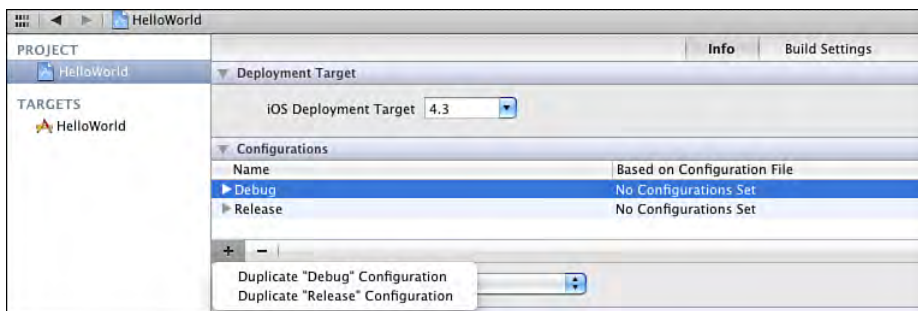 HelloWorld
PROJECT
HelloWorld
TARGETS
HelloWorld
Info Build Settings
Deployment Target
iOS Deployment Target 4.3
Configurations
Name Based on Configuration File
Debug No Configurations Set
Release No Configurations Set
+ −
Duplicate "Debug" Configuration
Duplicate "Release" Configuration